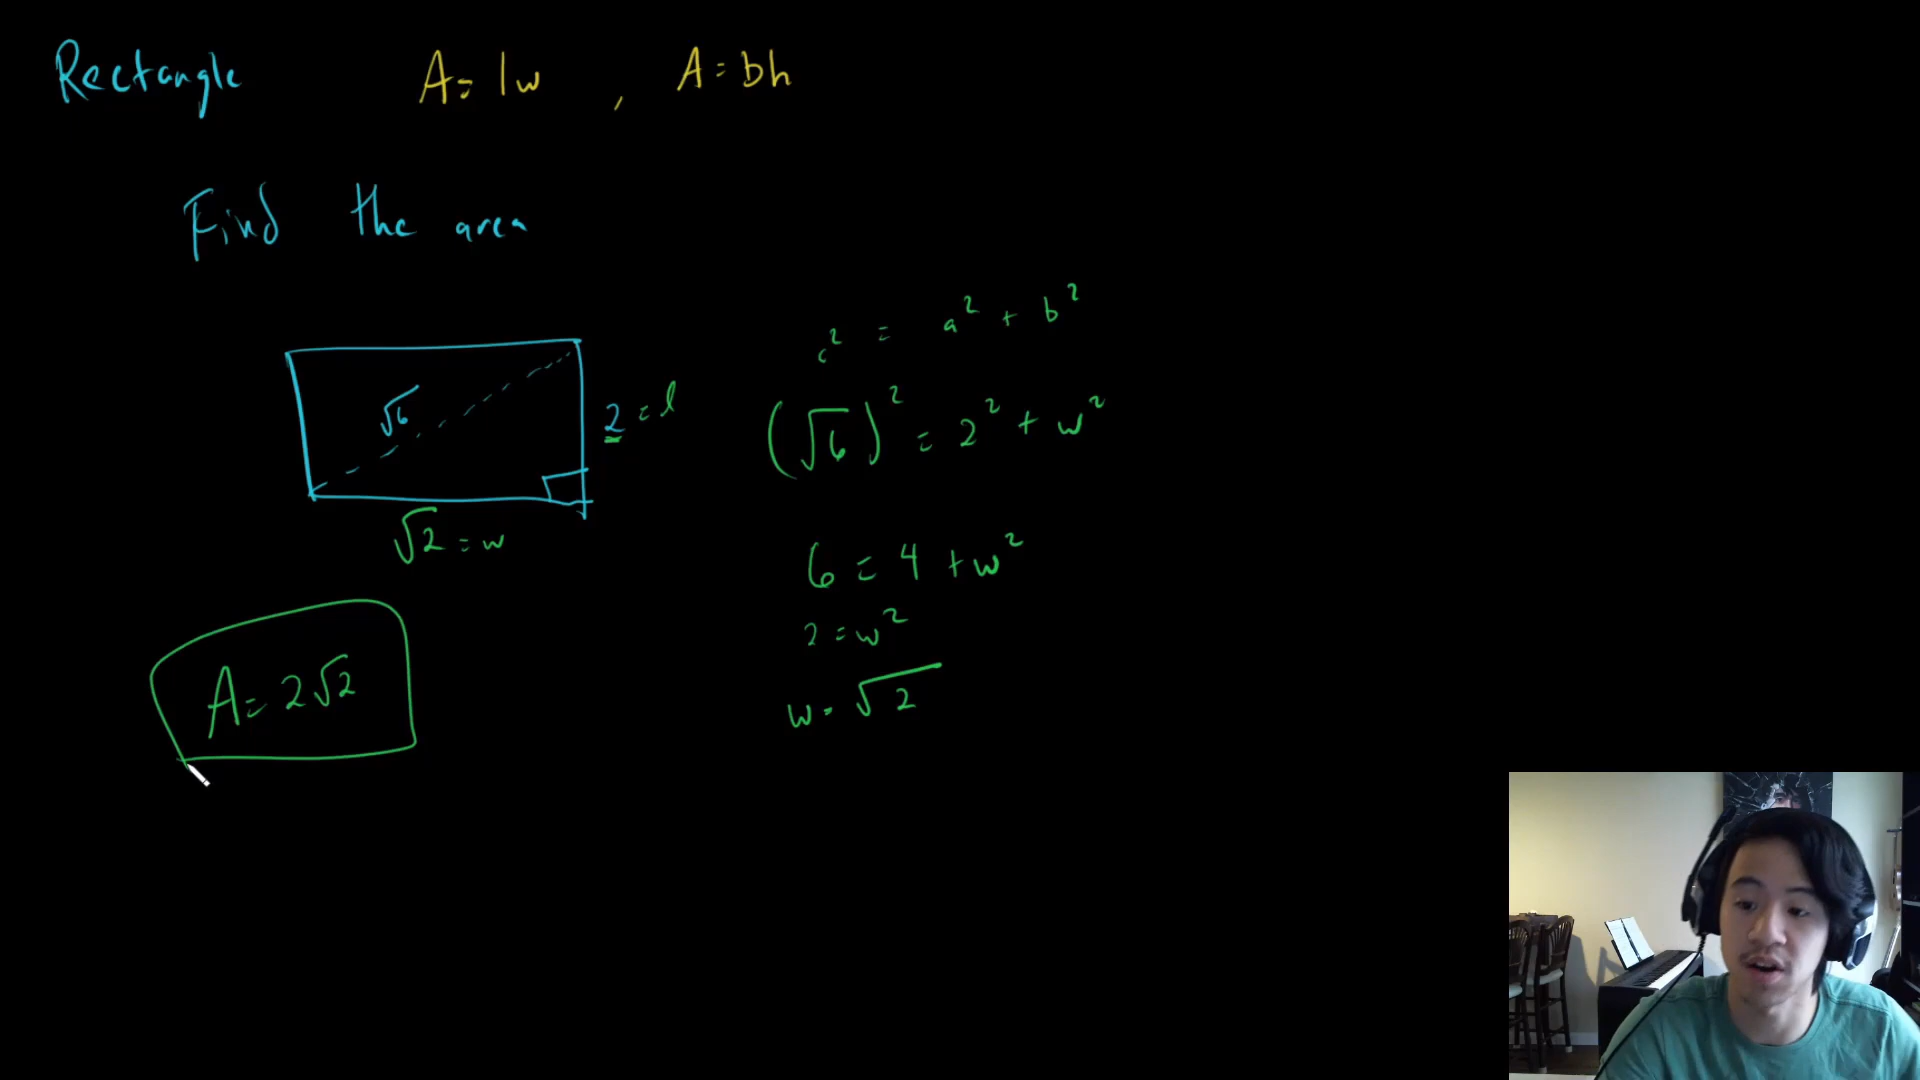 Rectangle A = lw , A = bh
Find the area
c² = a² + b²
√6
2 = l
(√6)² = 2² + w²
√2 = w
6 = 4 + w²
2 = w²
A = 2√2
w = √2